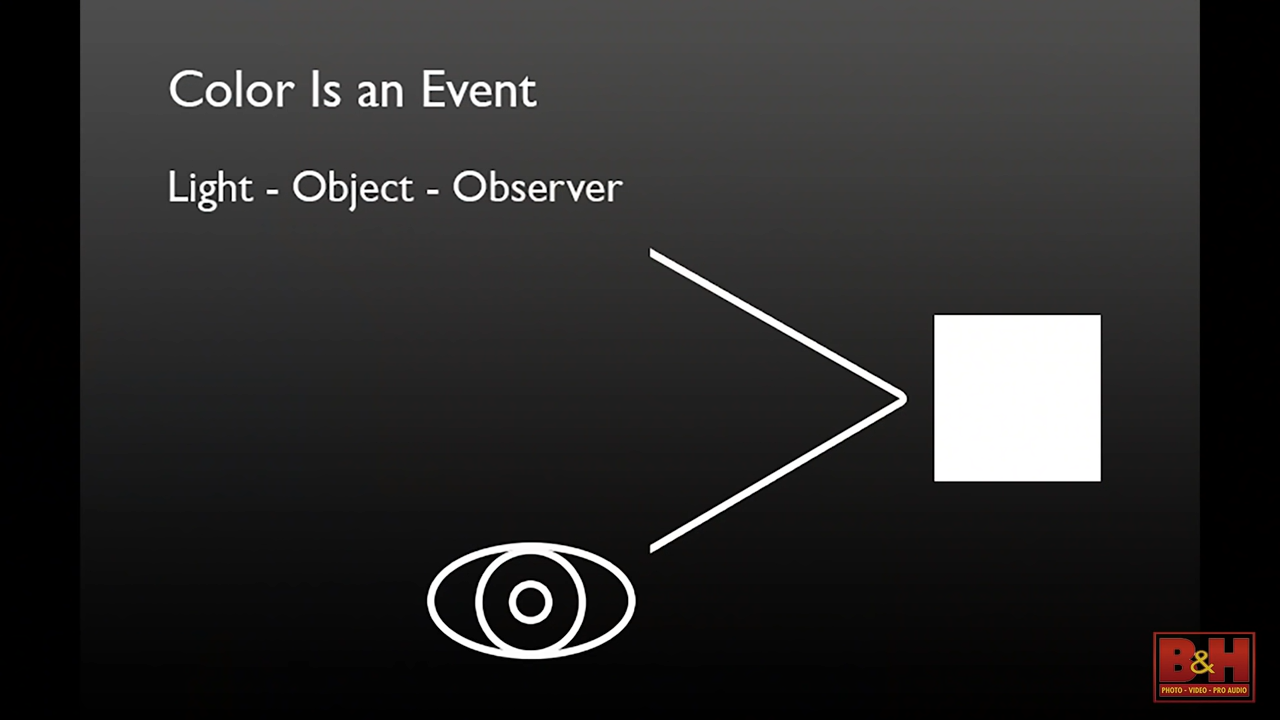 Color Is an Event
Light - Object - Observer
B&H
PHOTO - VIDEO - PRO AUDIO